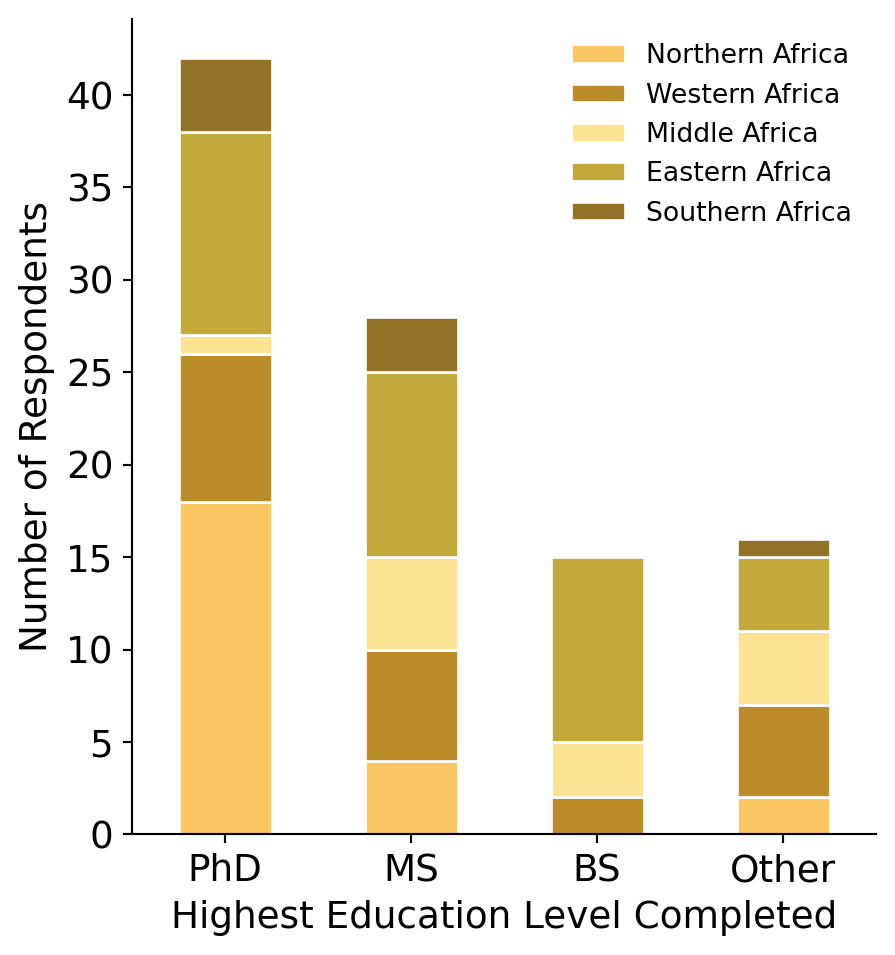 Northern Africa
Western Africa
Middle Africa
Eastern Africa
Southern Africa
Number of Respondents
40
35
30
25
20
15
10
5
0
PhD MS BS Other
Highest Education Level Completed